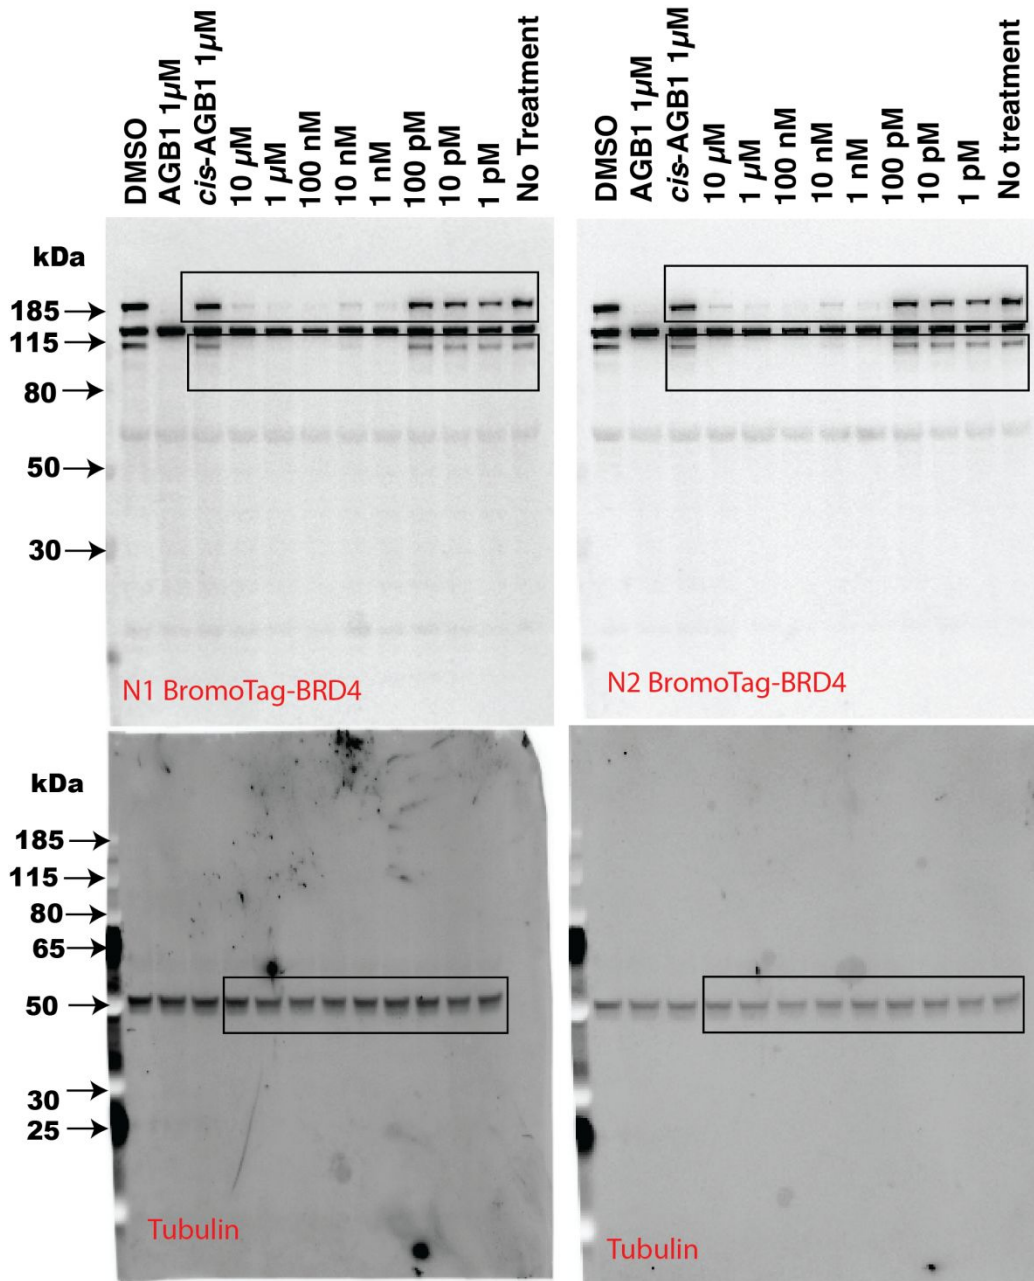 DMSO
AGB1 1µM
cis-AGB1 1µM
10 µM
1 µM
100 nM
10 nM
1 nM
100 pM
10 pM
1 pM
No Treatment
DMSO
AGB1 1µM
cis-AGB1 1µM
10 µM
1 µM
100 nM
10 nM
1 nM
100 pM
10 pM
1 pM
No treatment
kDa
185
115
80
50
30
N1 BromoTag-BRD4
N2 BromoTag-BRD4
kDa
185
115
80
65
50
30
25
Tubulin
Tubulin